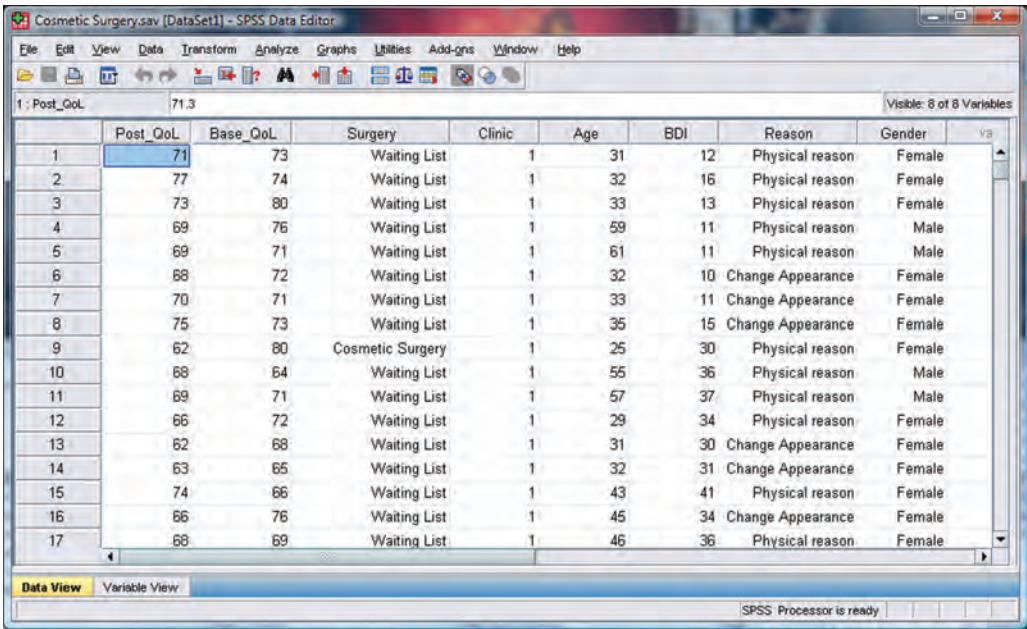 Cosmetic Surgery.sav [DataSet1] - SPSS Data Editor
File Edit View Data Transform Analyze Graphs Utilities Add-ons Window Help
1 : Post_QoL 71.3 Visible: 8 of 8 Variables
Post_QoL Base_QoL Surgery Clinic Age BDI Reason Gender va
1 71 73 Waiting List 1 31 12 Physical reason Female
2 77 74 Waiting List 1 32 16 Physical reason Female
3 73 80 Waiting List 1 33 13 Physical reason Female
4 69 76 Waiting List 1 59 11 Physical reason Male
5 69 71 Waiting List 1 61 11 Physical reason Male
6 68 72 Waiting List 1 32 10 Change Appearance Female
7 70 71 Waiting List 1 33 11 Change Appearance Female
8 75 73 Waiting List 1 35 15 Change Appearance Female
9 62 80 Cosmetic Surgery 1 25 30 Physical reason Female
10 68 64 Waiting List 1 55 36 Physical reason Male
11 69 71 Waiting List 1 57 37 Physical reason Male
12 66 72 Waiting List 1 29 34 Physical reason Female
13 62 68 Waiting List 1 31 30 Change Appearance Female
14 63 65 Waiting List 1 32 31 Change Appearance Female
15 74 66 Waiting List 1 43 41 Physical reason Female
16 66 76 Waiting List 1 45 34 Change Appearance Female
17 68 69 Waiting List 1 46 36 Physical reason Female
Data View Variable View
SPSS Processor is ready